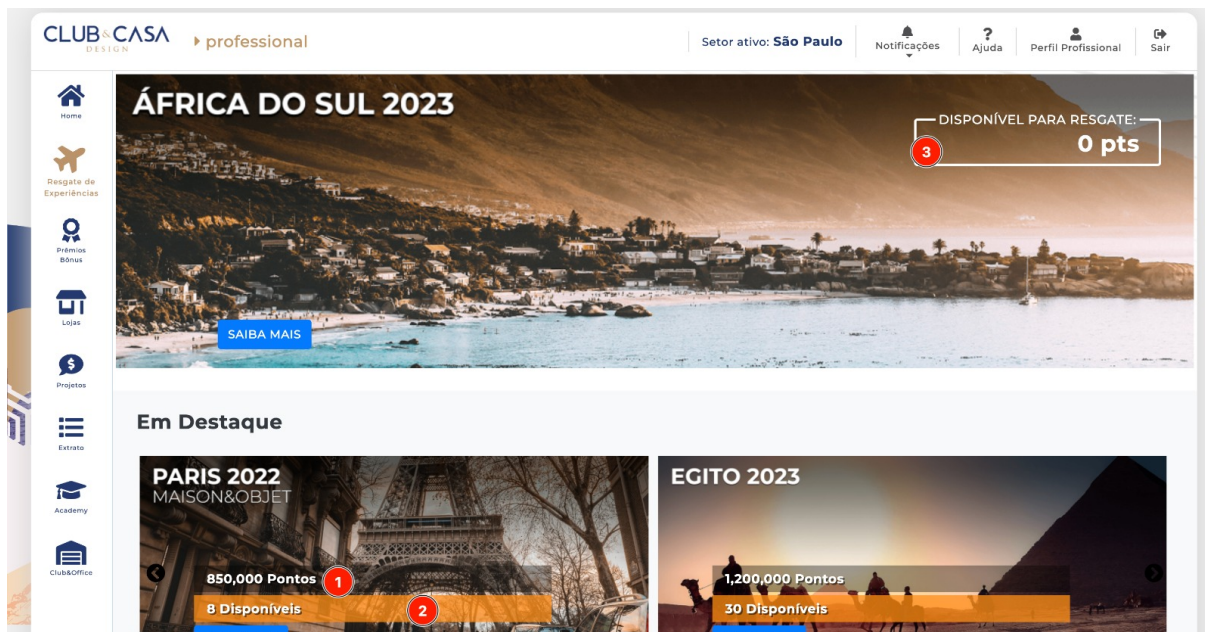 CLUB&CASA
DESIGN
professional
Setor ativo: São Paulo
Notificações
Ajuda
Perfil Profissional
Sair
Home
Resgate de
Experiências
Prêmios
Bônus
Lojas
Projetos
Extrato
Academy
Club&Office
ÁFRICA DO SUL 2023
DISPONÍVEL PARA RESGATE:
0 pts
3
SAIBA MAIS
Em Destaque
PARIS 2022
MAISON&OBJET
850,000 Pontos
1
8 Disponíveis
2
EGITO 2023
1,200,000 Pontos
30 Disponíveis